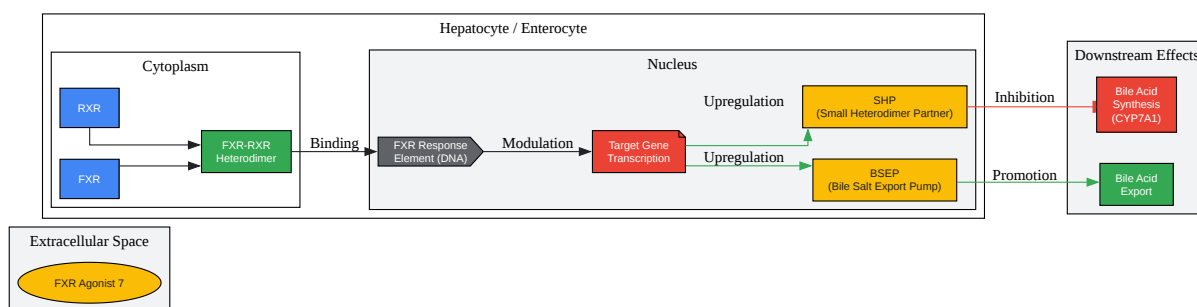 Hepatocyte / Enterocyte
Cytoplasm
RXR
FXR
FXR-RXR
Heterodimer
Binding
Nucleus
FXR Response
Element (DNA)
Modulation
Target Gene
Transcription
Upregulation
Upregulation
SHP
(Small Heterodimer Partner)
BSEP
(Bile Salt Export Pump)
Inhibition
Promotion
Downstream Effects
Bile Acid
Synthesis
(CYP7A1)
Bile Acid
Export
Extracellular Space
FXR Agonist 7